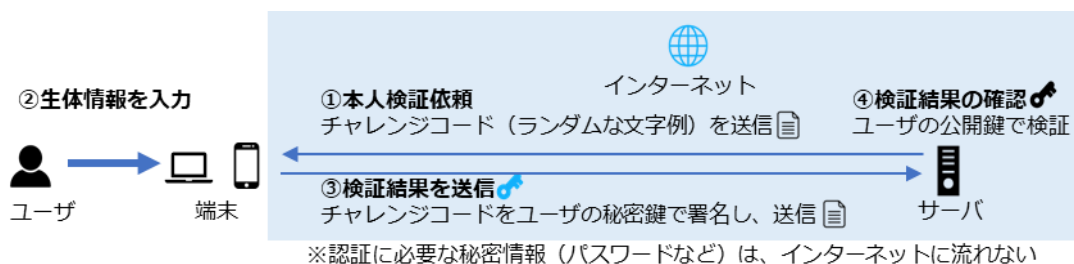 インターネット
②生体情報を入力
①本人検証依頼
チャレンジコード（ランダムな文字例）を送信
④検証結果の確認
ユーザの公開鍵で検証
③検証結果を送信
チャレンジコードをユーザの秘密鍵で署名し、送信
ユーザ
端末
サーバ
※認証に必要な秘密情報（パスワードなど）は、インターネットに流れない